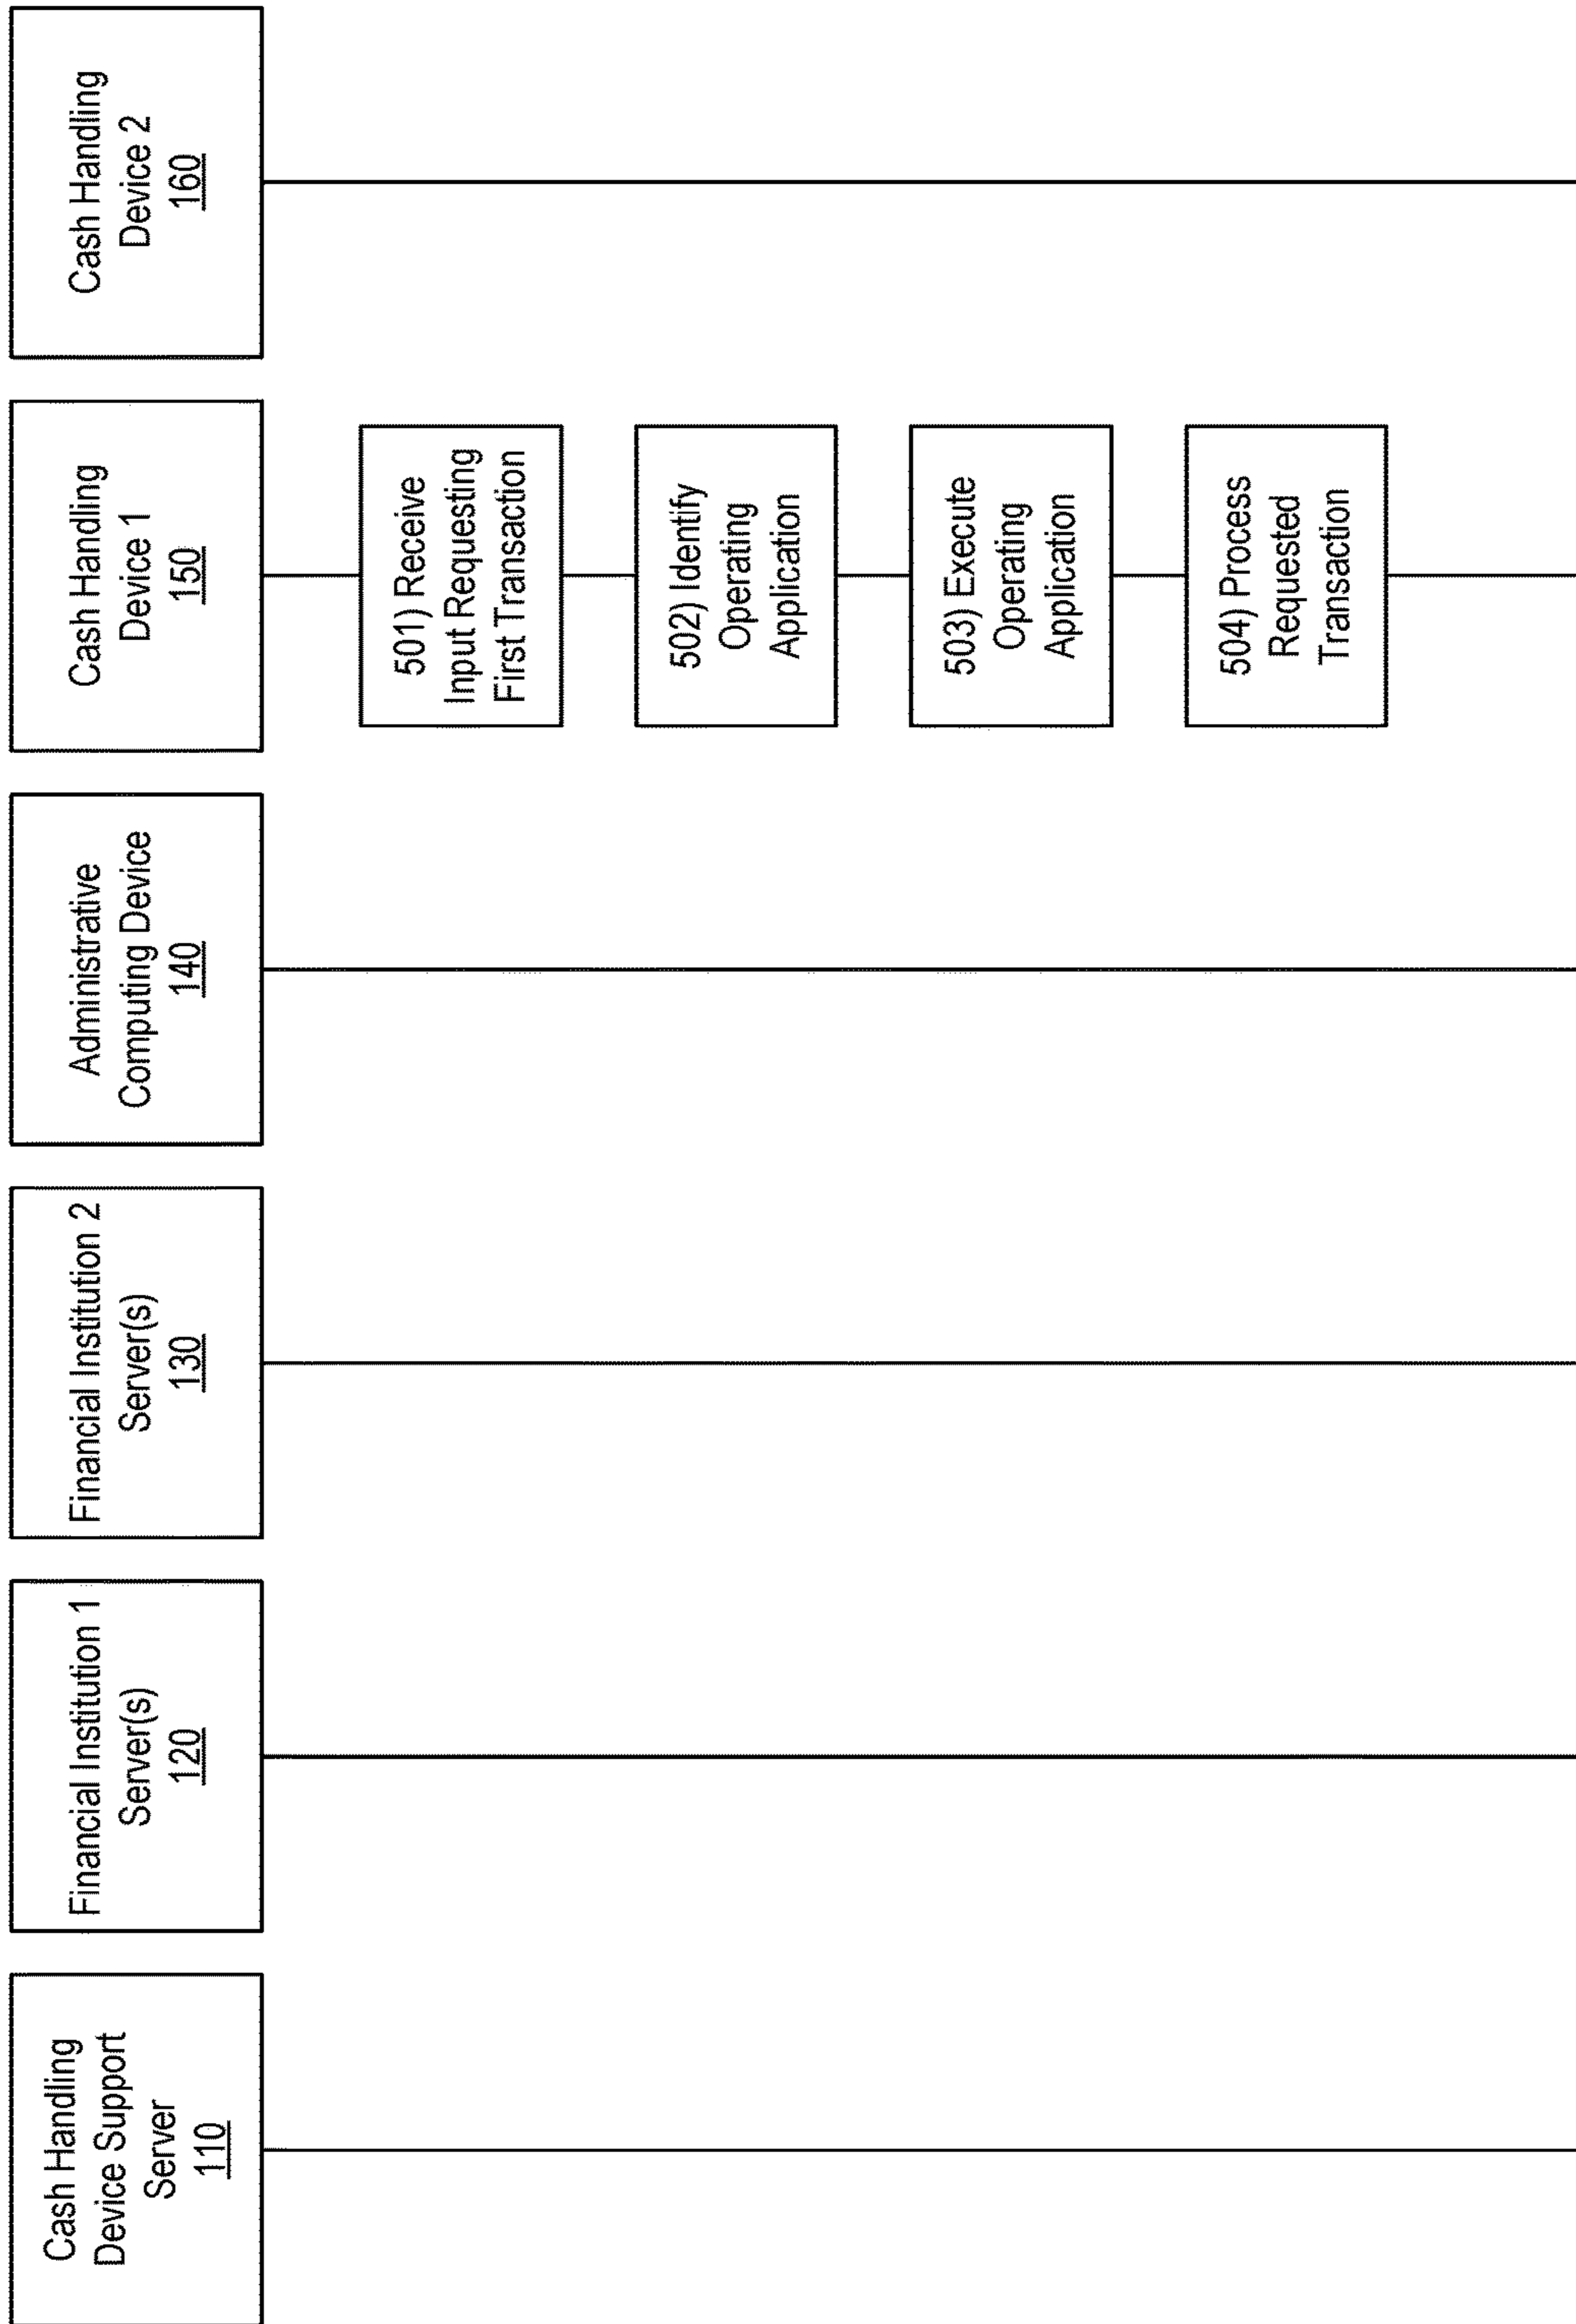 Cash Handling
Device Support
Server
110
Financial Institution 1
Server(s)
120
Financial Institution 2
Server(s)
130
Administrative
Computing Device
140
Cash Handling
Device 1
150
Cash Handling
Device 2
160
501) Receive
Input Requesting
First Transaction
502) Identify
Operating
Application
503) Execute
Operating
Application
504) Process
Requested
Transaction